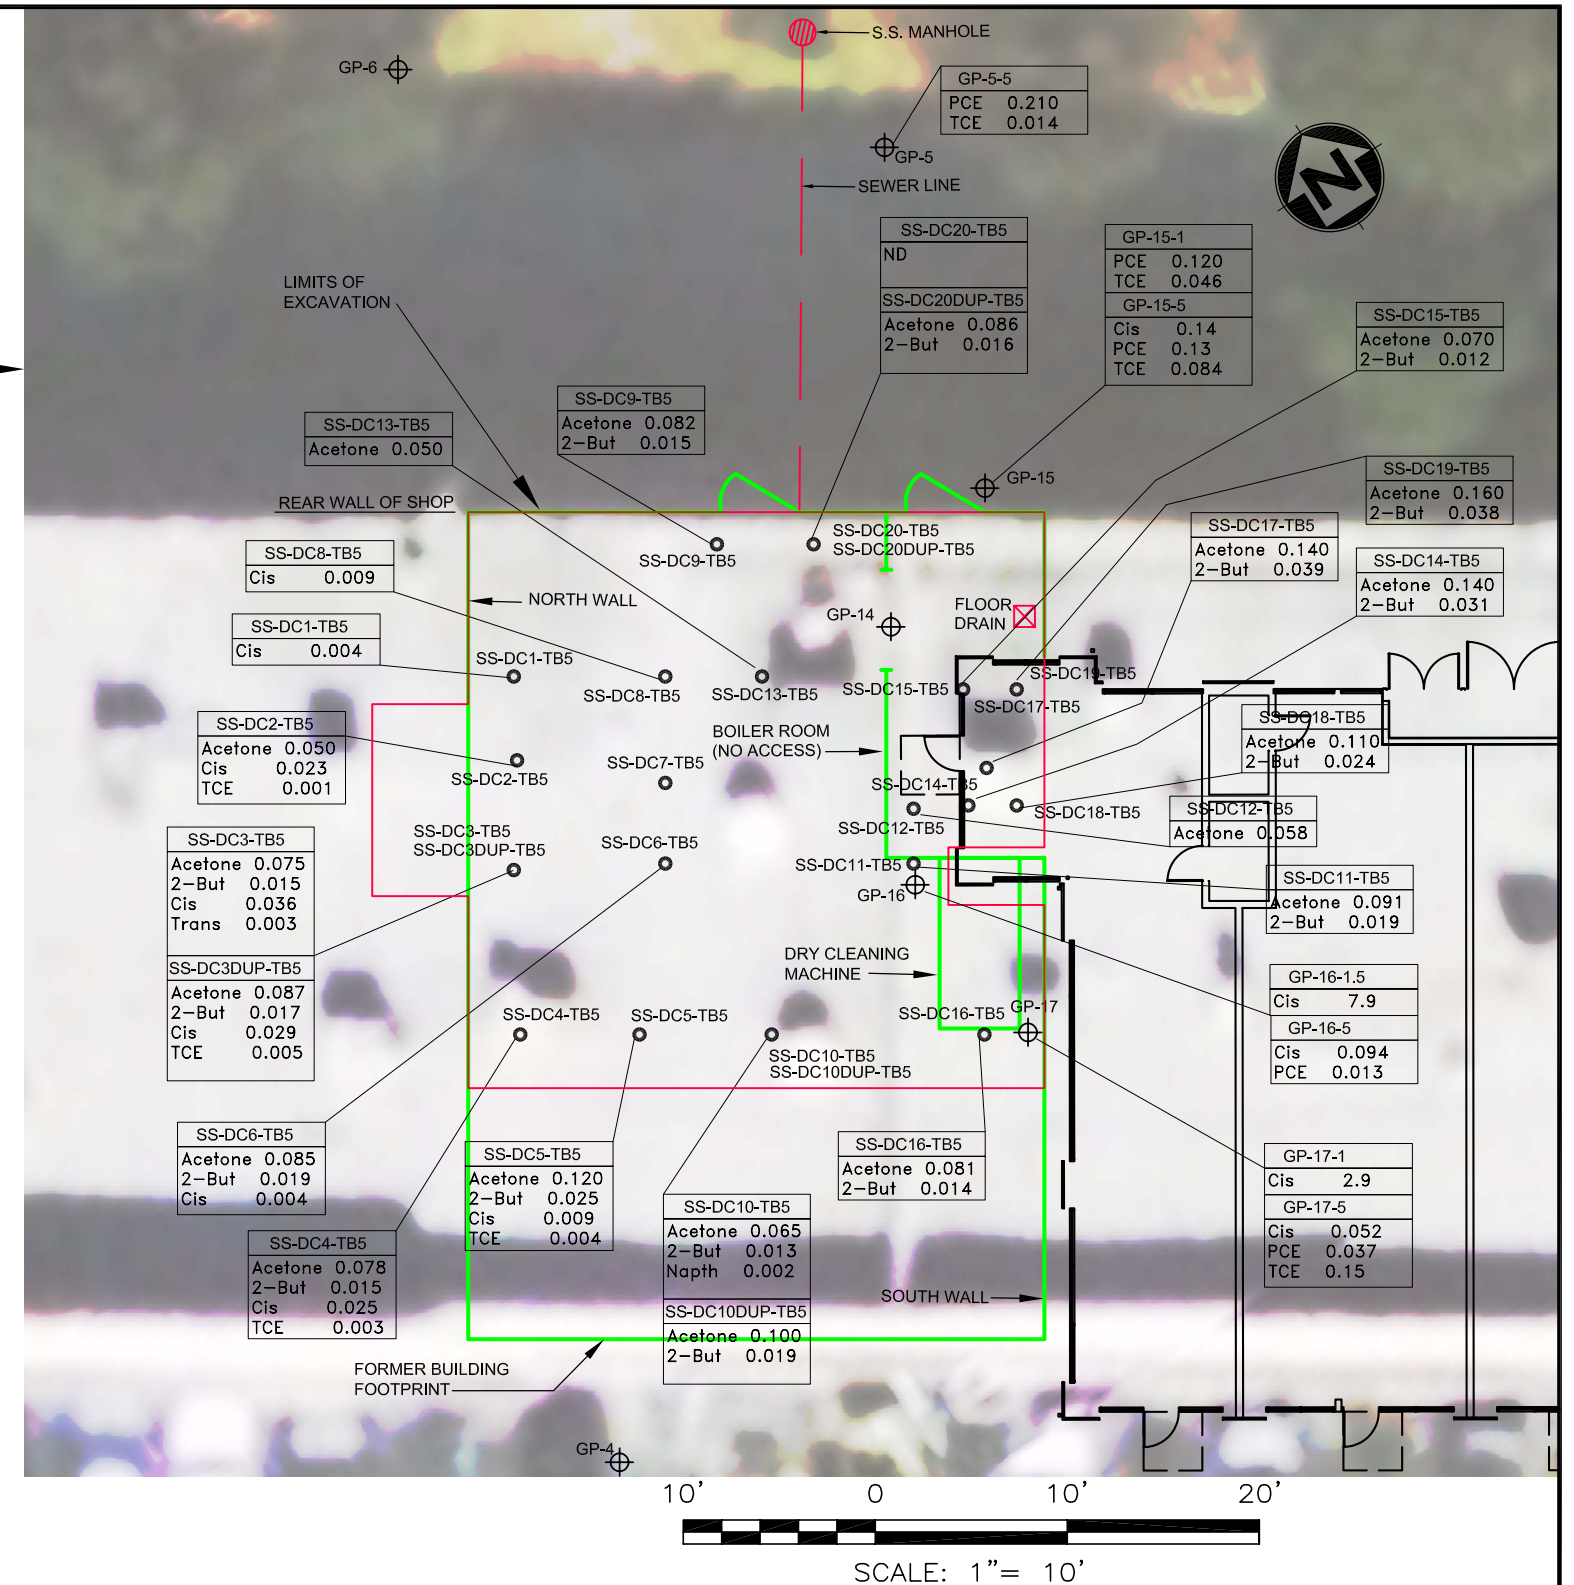 S.S. MANHOLE
GP-6
GP-5-5
PCE 0.210
TCE 0.014
GP-5
SEWER LINE
N
SS-DC20-TB5
ND
SS-DC20DUP-TB5
Acetone 0.086
2-But 0.016
GP-15-1
PCE 0.120
TCE 0.046
GP-15-5
Cis 0.14
PCE 0.13
TCE 0.084
LIMITS OF
EXCAVATION
SS-DC15-TB5
Acetone 0.070
2-But 0.012
SS-DC9-TB5
Acetone 0.082
2-But 0.015
SS-DC13-TB5
Acetone 0.050
SS-DC19-TB5
Acetone 0.160
2-But 0.038
GP-15
REAR WALL OF SHOP
SS-DC17-TB5
Acetone 0.140
2-But 0.039
SS-DC20-TB5
SS-DC20DUP-TB5
SS-DC9-TB5
SS-DC8-TB5
Cis 0.009
SS-DC14-TB5
Acetone 0.140
2-But 0.031
NORTH WALL
GP-14
FLOOR
DRAIN
SS-DC1-TB5
Cis 0.004
SS-DC1-TB5
SS-DC8-TB5
SS-DC13-TB5
SS-DC15-TB5
SS-DC19-TB5
SS-DC17-TB5
SS-DC2-TB5
Acetone 0.050
Cis 0.023
TCE 0.001
BOILER ROOM
(NO ACCESS)
SS-DC18-TB5
Acetone 0.110
2-But 0.024
SS-DC2-TB5
SS-DC7-TB5
SS-DC14-TB5
SS-DC12-TB5
SS-DC18-TB5
SS-DC12-TB5
Acetone 0.058
SS-DC3-TB5
Acetone 0.075
2-But 0.015
Cis 0.036
Trans 0.003
SS-DC3DUP-TB5
Acetone 0.087
2-But 0.017
Cis 0.029
TCE 0.005
SS-DC3-TB5
SS-DC3DUP-TB5
SS-DC6-TB5
SS-DC11-TB5
GP-16
SS-DC11-TB5
Acetone 0.091
2-But 0.019
DRY CLEANING
MACHINE
GP-16-1.5
Cis 7.9
GP-16-5
Cis 0.094
PCE 0.013
SS-DC4-TB5
SS-DC5-TB5
SS-DC16-TB5
GP-17
SS-DC10-TB5
SS-DC10DUP-TB5
SS-DC6-TB5
Acetone 0.085
2-But 0.019
Cis 0.004
SS-DC5-TB5
Acetone 0.120
2-But 0.025
Cis 0.009
TCE 0.004
SS-DC16-TB5
Acetone 0.081
2-But 0.014
GP-17-1
Cis 2.9
GP-17-5
Cis 0.052
PCE 0.037
TCE 0.15
SS-DC10-TB5
Acetone 0.065
2-But 0.013
Napth 0.002
SS-DC10DUP-TB5
Acetone 0.100
2-But 0.019
SS-DC4-TB5
Acetone 0.078
2-But 0.015
Cis 0.025
TCE 0.003
SOUTH WALL
FORMER BUILDING
FOOTPRINT
GP-4
10' 0 10' 20'
SCALE: 1"= 10'